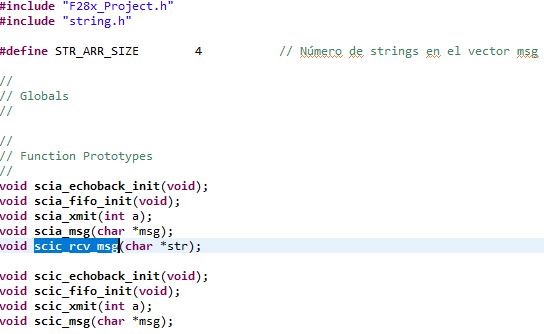 #include "F28x_Project.h"
#include "string.h"
#define STR_ARR_SIZE 4 // Número de strings en el vector msg
//
// Globals
//
//
// Function Prototypes
//
void scia_echoback_init(void);
void scia_fifo_init(void);
void scia_xmit(int a);
void scia_msg(char *msg);
void scic_rcv_msg(char *str);
void scic_echoback_init(void);
void scic_fifo_init(void);
void scic_xmit(int a);
void scic_msg(char *msg);